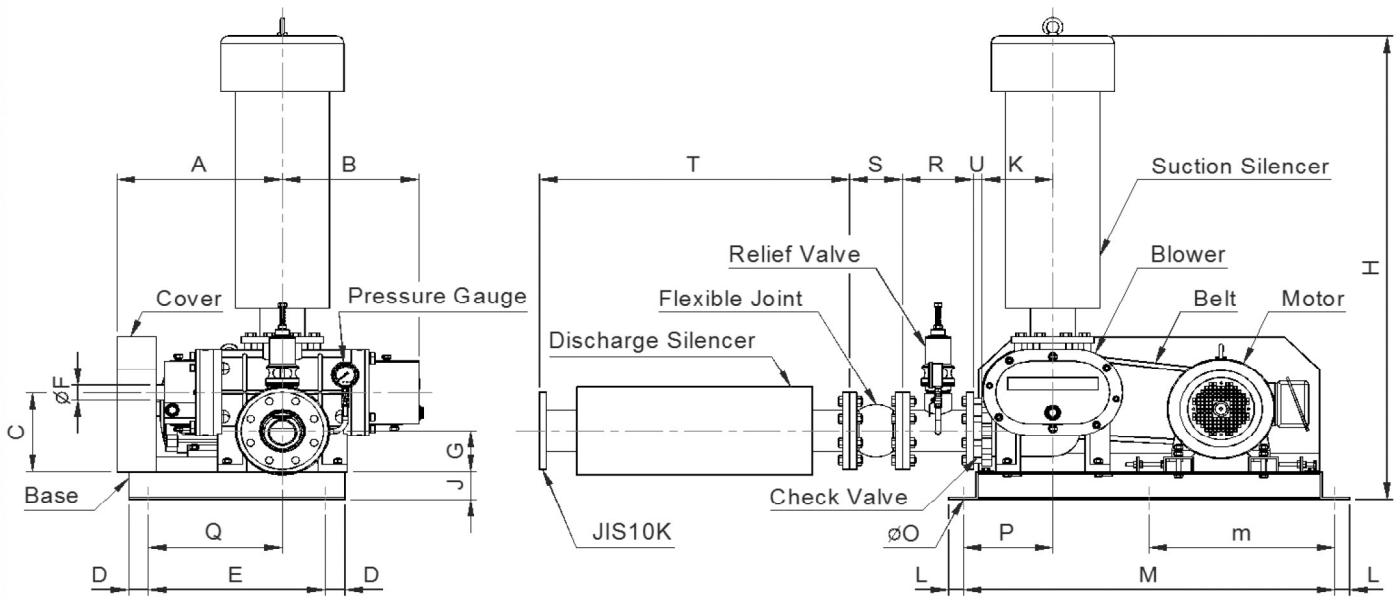 A
B
Cover
Pressure Gauge
øF
C
G
J
Base
Q
D
E
D
T
S
R
U
K
Suction Silencer
Relief Valve
Blower
Flexible Joint
Belt
Motor
Discharge Silencer
H
Check Valve
JIS10K
øO
P
m
L
M
L